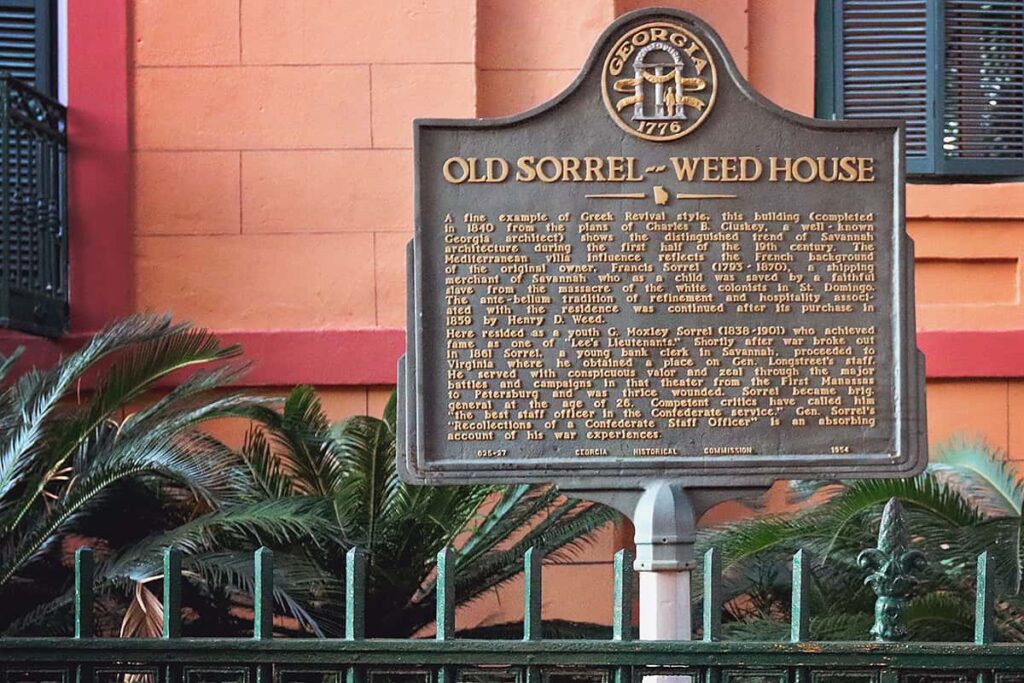 GEORGIA
1776
OLD SORREL--WEED HOUSE
A fine example of Greek Revival style, this building (completed
in 1840 from the plans of Charles B. Cluskey, a well-known
Georgia architect) shows the distinguished trend of Savannah
architecture during the first half of the 19th century. The
Mediterranean villa influence reflects the French background
of the original owner, Francis Sorrel (1793-1870), a shipping
merchant of Savannah who as a child was saved by a faithful
slave from the massacre of the white colonists in St. Domingo.
The ante-bellum tradition of refinement and hospitality associ-
ated with the residence was continued after its purchase in
1859 by Henry D. Weed.
Here resided as a youth G. Moxley Sorrel (1838-1901) who achieved
fame as one of "Lee's Lieutenants." Shortly after war broke out
in 1861 Sorrel, a young bank clerk in Savannah, proceeded to
Virginia where he obtained a place on Gen. Longstreet's staff.
He served with conspicuous valor and zeal through the major
battles and campaigns in that theater from the First Manassas
to Petersburg and was thrice wounded. Sorrel became brig.
general at the age of 26. Competent critics have called him
"the best staff officer in the Confederate service." Gen. Sorrel's
"Recollections of a Confederate Staff Officer" is an absorbing
account of his war experiences.
025-27 GEORGIA HISTORICAL COMMISSION 1954